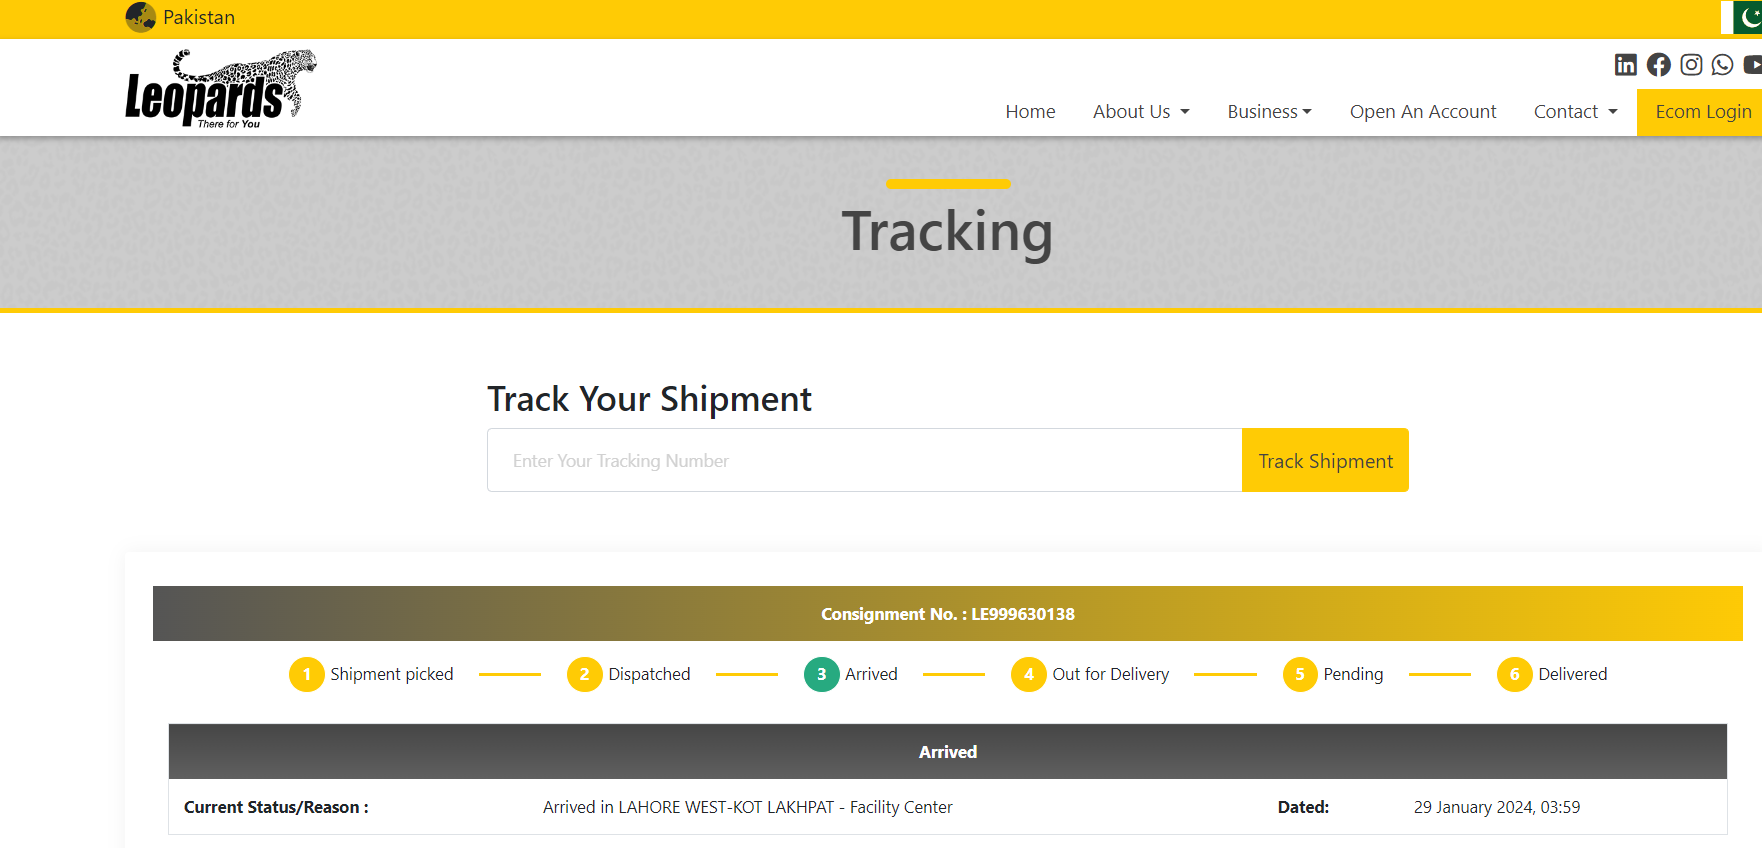 Pakistan
Leopards
There for You
Home About Us Business Open An Account Contact Ecom Login
Tracking
Track Your Shipment
Enter Your Tracking Number Track Shipment
Consignment No. : LE999630138
1 Shipment picked 2 Dispatched 3 Arrived 4 Out for Delivery 5 Pending 6 Delivered
Arrived
Current Status/Reason : Arrived in LAHORE WEST-KOT LAKHPAT - Facility Center Dated: 29 January 2024, 03:59